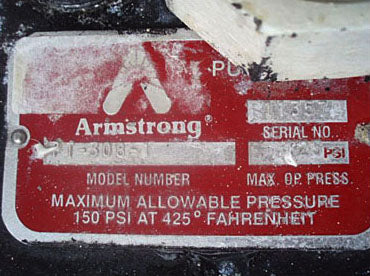 PU
Armstrong®
SERIAL NO.
PSI
MODEL NUMBER
MAX. OP. PRESS
MAXIMUM ALLOWABLE PRESSURE
150 PSI AT 425° FAHRENHEIT